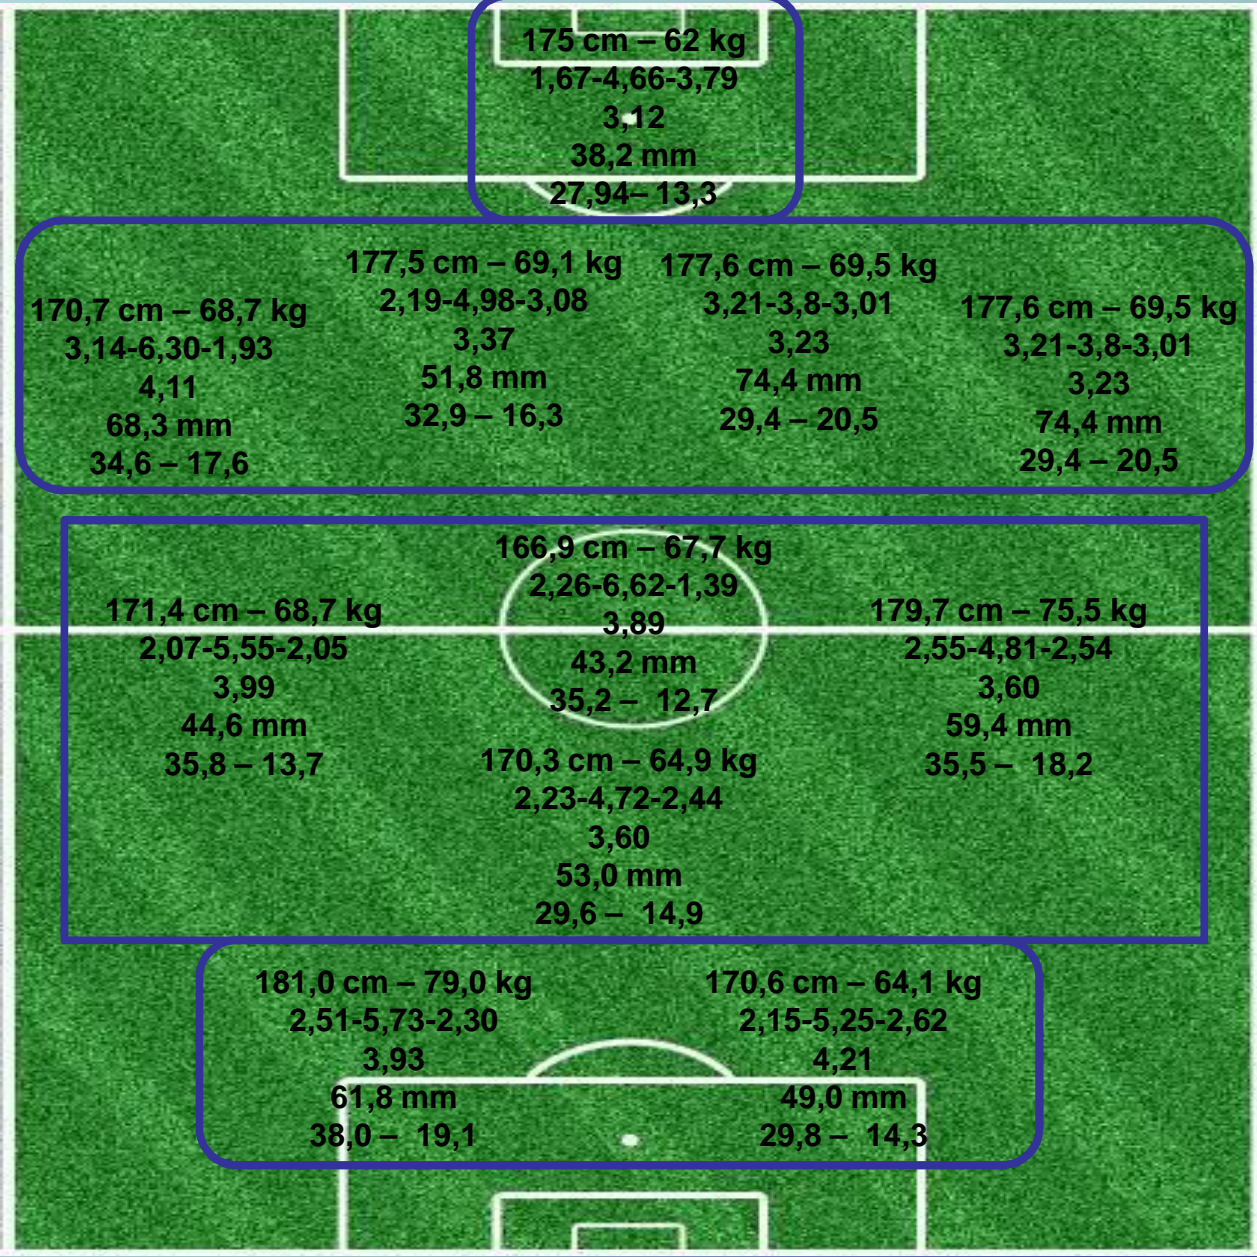 175 cm – 62 kg
1,67-4,66-3,79
3,12
38,2 mm
27,94– 13,3
170,7 cm – 68,7 kg
3,14-6,30-1,93
4,11
68,3 mm
34,6 – 17,6
177,5 cm – 69,1 kg
2,19-4,98-3,08
3,37
51,8 mm
32,9 – 16,3
177,6 cm – 69,5 kg
3,21-3,8-3,01
3,23
74,4 mm
29,4 – 20,5
177,6 cm – 69,5 kg
3,21-3,8-3,01
3,23
74,4 mm
29,4 – 20,5
171,4 cm – 68,7 kg
2,07-5,55-2,05
3,99
44,6 mm
35,8 – 13,7
166,9 cm – 67,7 kg
2,26-6,62-1,39
3,89
43,2 mm
35,2 –  12,7
179,7 cm – 75,5 kg
2,55-4,81-2,54
3,60
59,4 mm
35,5 –  18,2
170,3 cm – 64,9 kg
2,23-4,72-2,44
3,60
53,0 mm
29,6 –  14,9
181,0 cm – 79,0 kg
2,51-5,73-2,30
3,93
61,8 mm
38,0 –  19,1
170,6 cm – 64,1 kg
2,15-5,25-2,62
4,21
49,0 mm
29,8 –  14,3